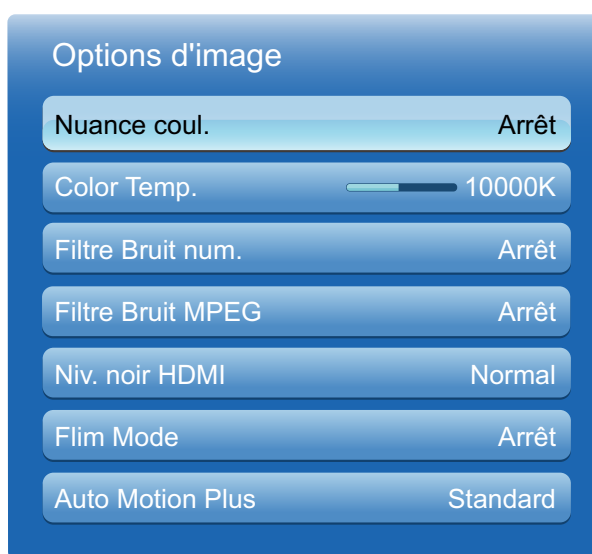 Options d'image
Nuance coul. Arrêt
Color Temp. 10000K
Filtre Bruit num. Arrêt
Filtre Bruit MPEG Arrêt
Niv. noir HDMI Normal
Flim Mode Arrêt
Auto Motion Plus Standard